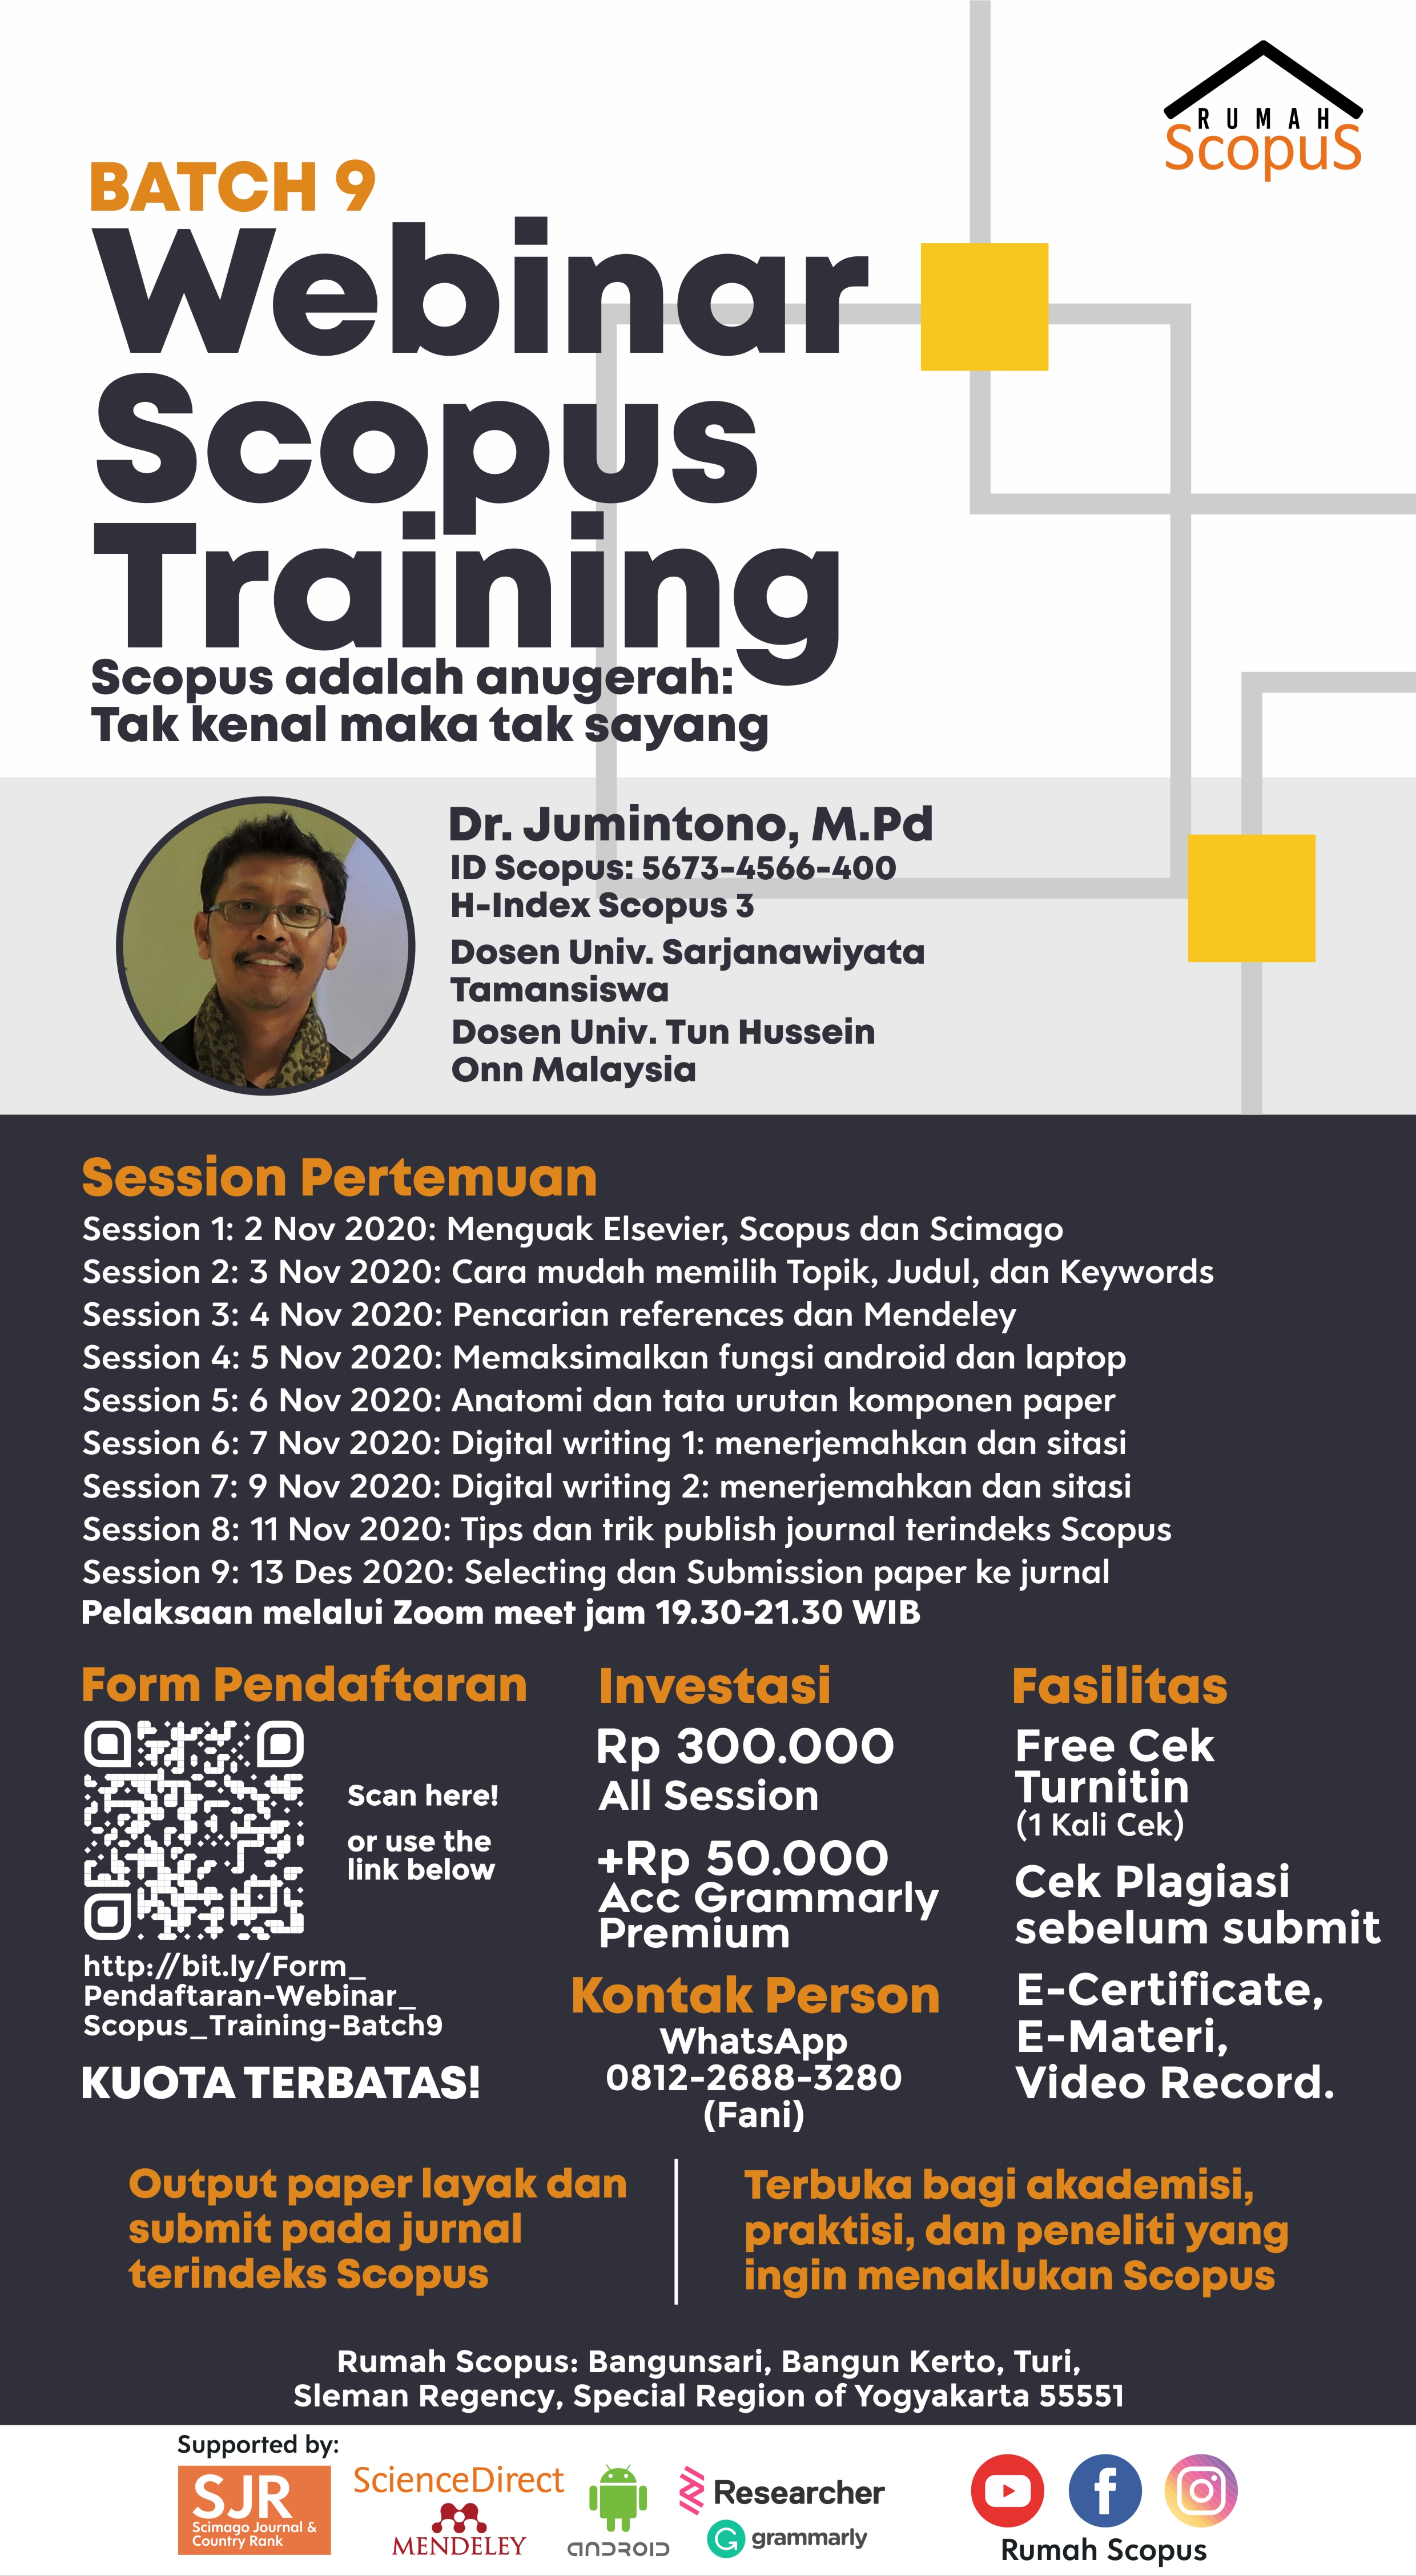 RUMAH
ScopuS
BATCH 9
Webinar
Scopus
Training
Scopus adalah anugerah:
Tak kenal maka tak sayang
Dr. Jumintono, M.Pd
ID Scopus: 5673-4566-400
H-Index Scopus 3
Dosen Univ. Sarjanawiyata
Tamansiswa
Dosen Univ. Tun Hussein
Onn Malaysia
Session Pertemuan
Session 1: 2 Nov 2020: Menguak Elsevier, Scopus dan Scimago
Session 2: 3 Nov 2020: Cara mudah memilih Topik, Judul, dan Keywords
Session 3: 4 Nov 2020: Pencarian references dan Mendeley
Session 4: 5 Nov 2020: Memaksimalkan fungsi android dan laptop
Session 5: 6 Nov 2020: Anatomi dan tata urutan komponen paper
Session 6: 7 Nov 2020: Digital writing 1: menerjemahkan dan sitasi
Session 7: 9 Nov 2020: Digital writing 2: menerjemahkan dan sitasi
Session 8: 11 Nov 2020: Tips dan trik publish journal terindeks Scopus
Session 9: 13 Des 2020: Selecting dan Submission paper ke jurnal
Pelaksaan melalui Zoom meet jam 19.30-21.30 WIB
Form Pendaftaran
Scan here!
or use the
link below
http://bit.ly/Form_
Pendaftaran-Webinar_
Scopus_Training-Batch9
KUOTA TERBATAS!
Investasi
Rp 300.000
All Session
+Rp 50.000
Acc Grammarly
Premium
Kontak Person
WhatsApp
0812-2688-3280
(Fani)
Fasilitas
Free Cek
Turnitin
(1 Kali Cek)
Cek Plagiasi
sebelum submit
E-Certificate,
E-Materi,
Video Record.
Output paper layak dan
submit pada jurnal
terindeks Scopus
Terbuka bagi akademisi,
praktisi, dan peneliti yang
ingin menaklukan Scopus
Rumah Scopus: Bangunsari, Bangun Kerto, Turi,
Sleman Regency, Special Region of Yogyakarta 55551
Supported by:
SJR
Scimago Journal &
Country Rank
ScienceDirect
MENDELEY
ANDROID
Researcher
grammarly
Rumah Scopus